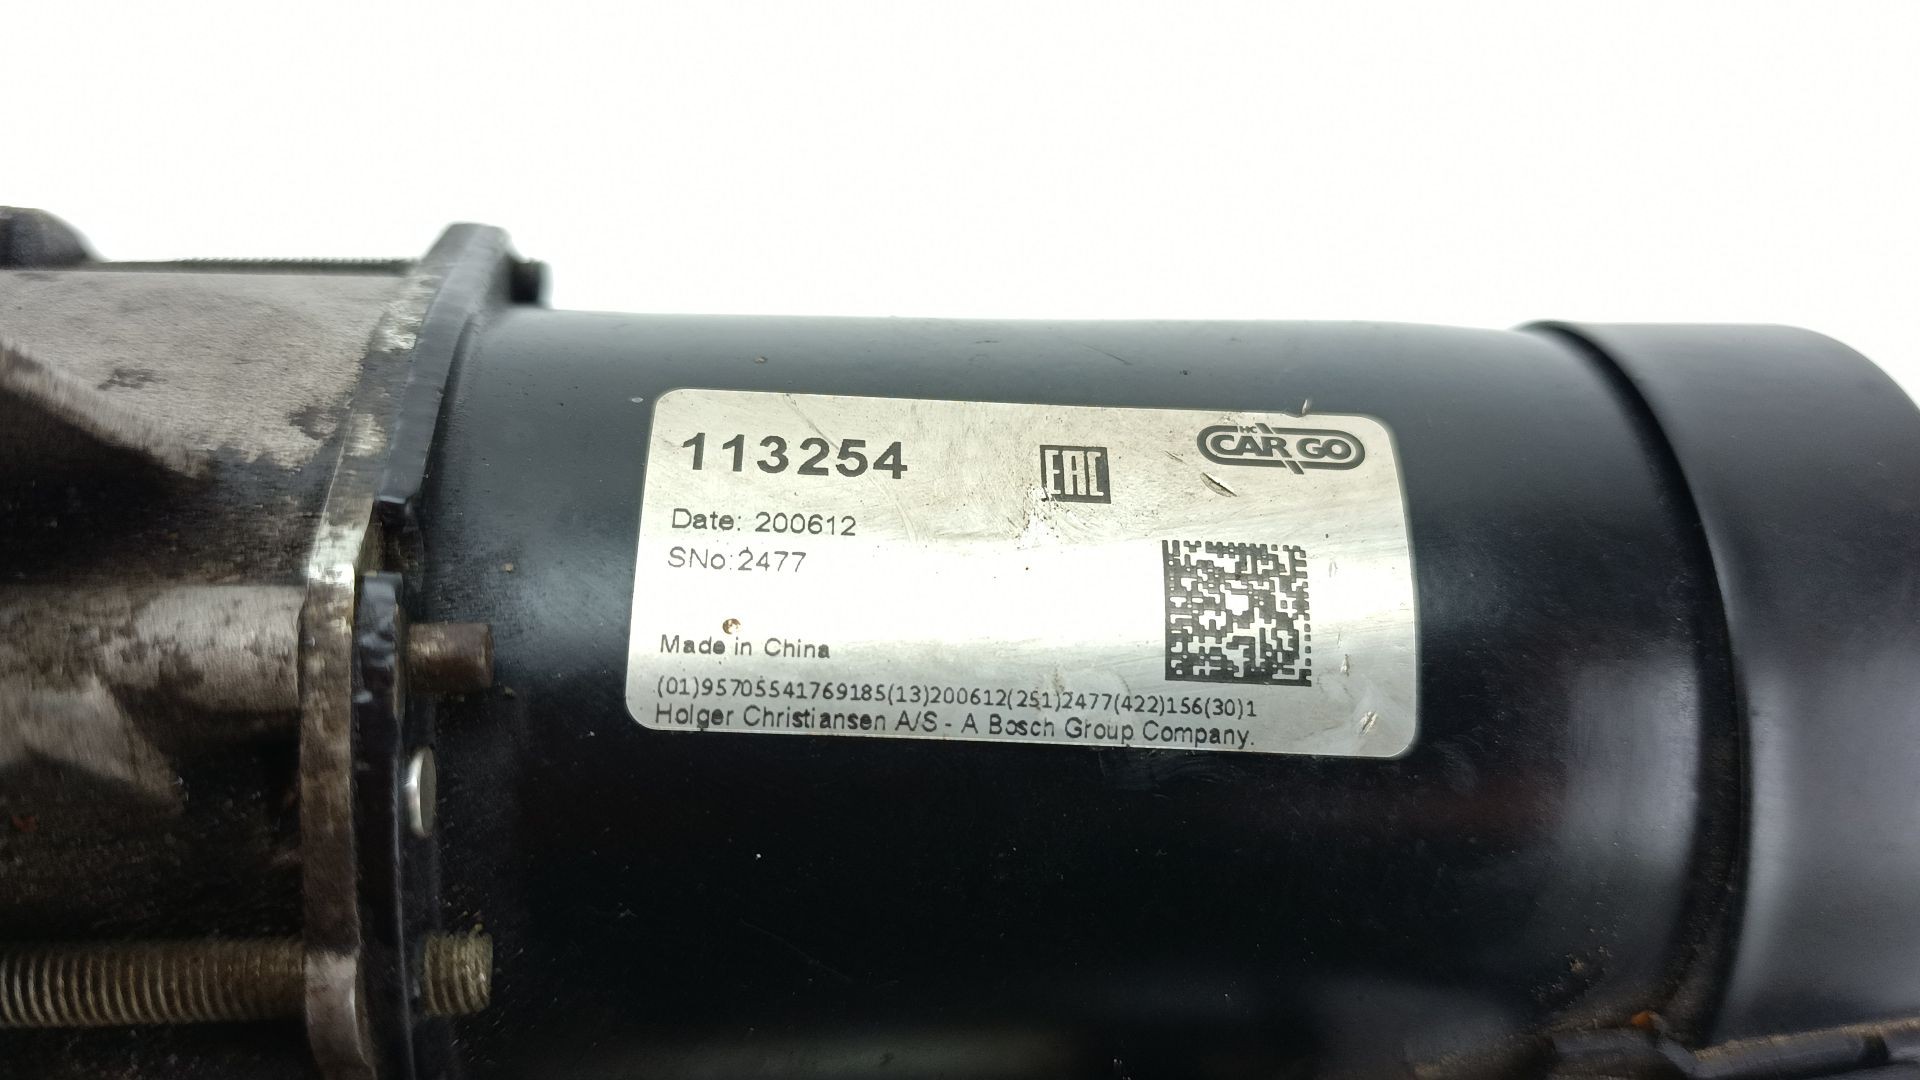 113254
EAC
HC
CARGO
Date: 200612
SNo:2477
Made in China
(01)95705541769185(13)200612(251)2477(422)156(30)1
Holger Christiansen A/S - A Bosch Group Company.